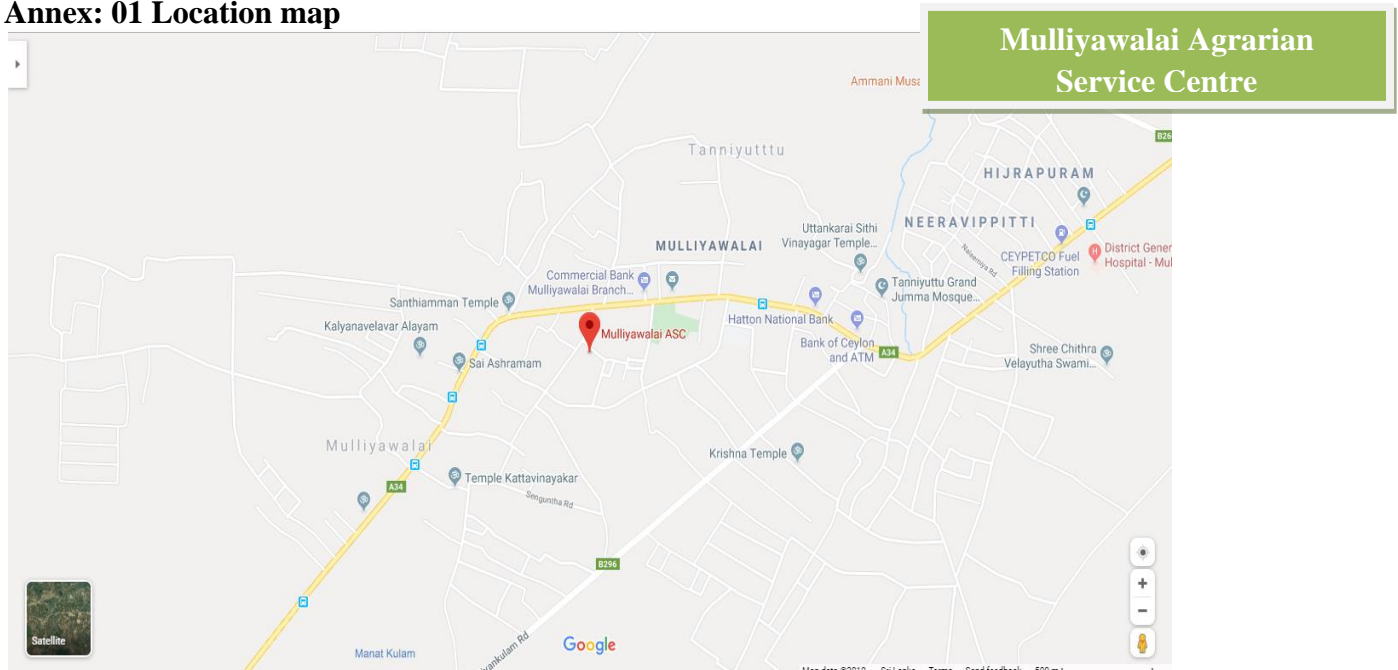 Annex: 01 Location map
Mulliyawalai Agrarian
Service Centre
Ammani
Tanniyutttu
HIJRAPURAM
NEERAVIPPITTI
Uttankarai Sithi
Vinayagar Temple...
MULLIYAWALAI
CEYPETCO Fuel
Filling Station
District Gener
Hospital - Mul
Neleemiya Rd
Commercial Bank
Mulliyawalai Branch...
Tanniyuttu Grand
Jumma Mosque...
Santhiamman Temple
Kalyanavelavar Alayam
Hatton National Bank
Mulliyawalai ASC
Bank of Ceylon
and ATM
A34
Shree Chithra
Velayutha Swami...
Sai Ashramam
Mulliyawalai
Krishna Temple
Temple Kattavinayakar
A34
Senguntha Rd
B296
Satellite
Google
Manat Kulam